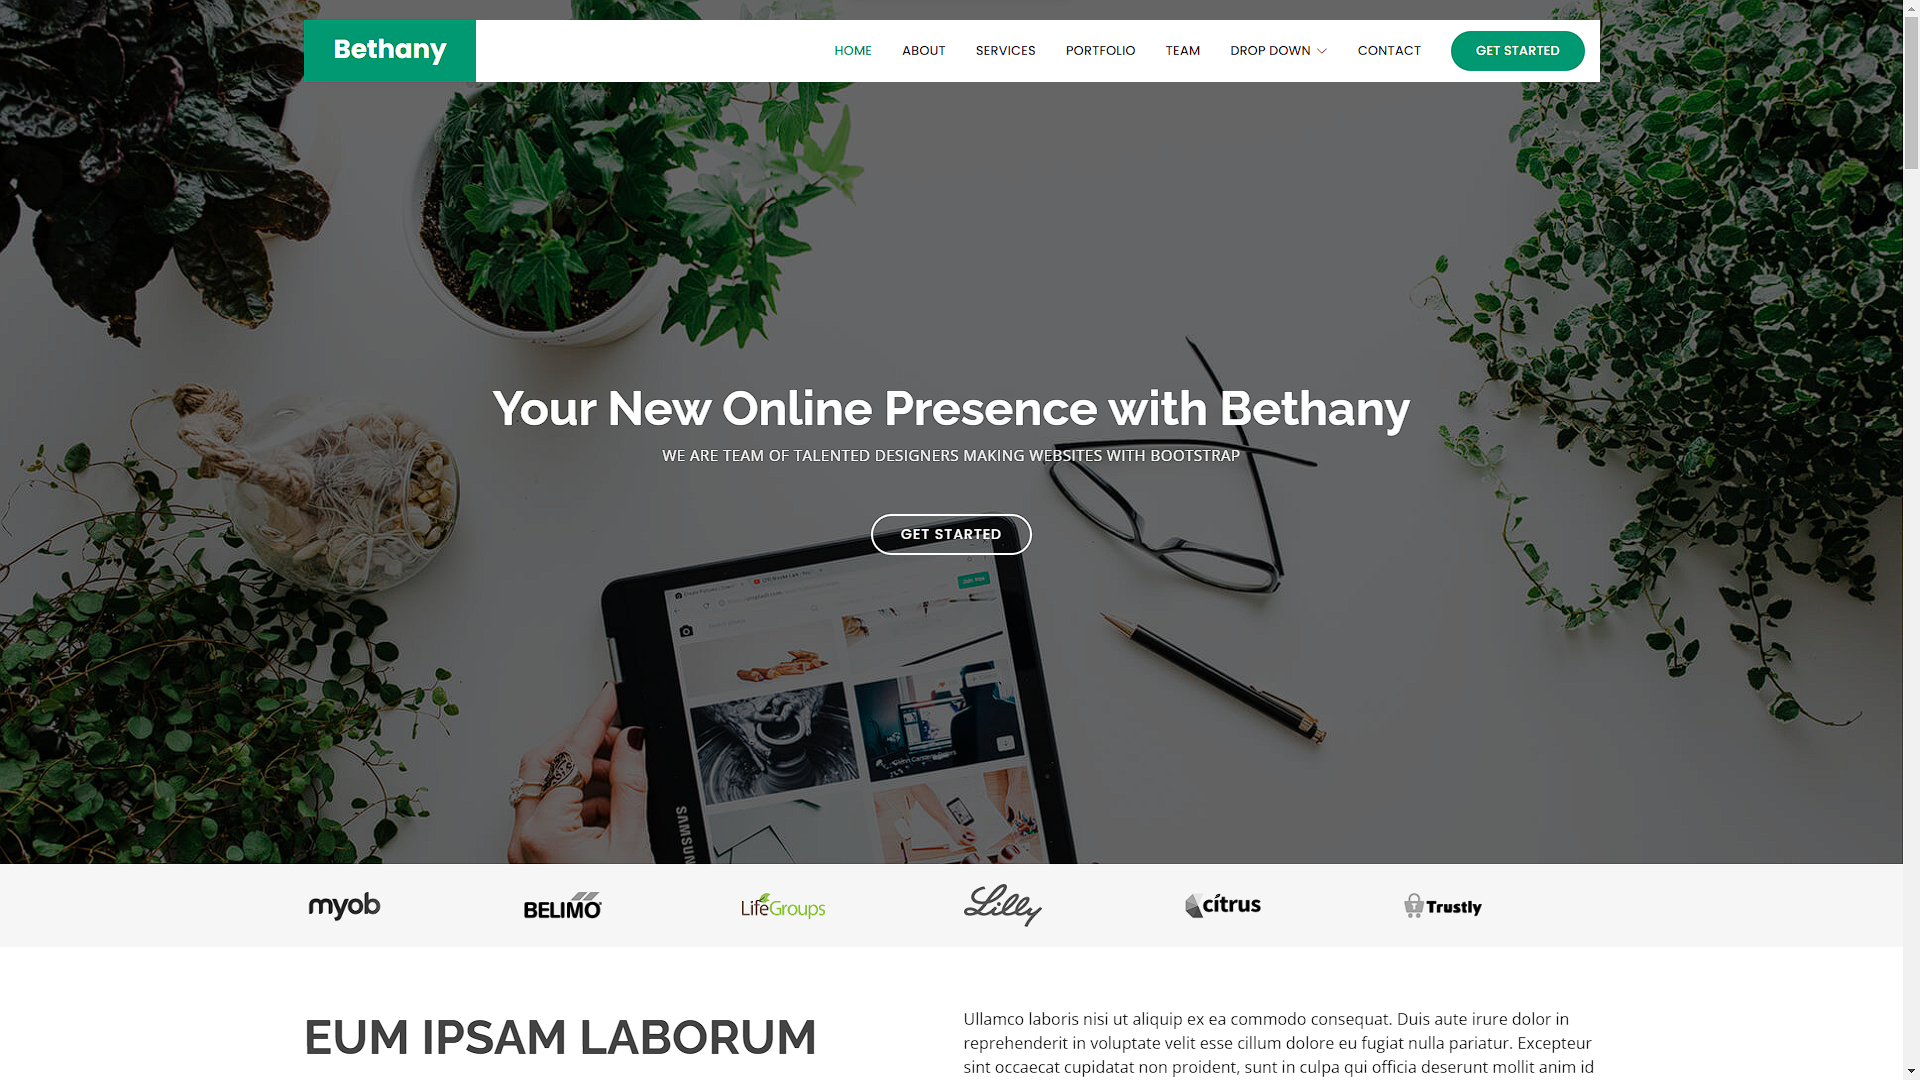 Bethany
HOME ABOUT SERVICES PORTFOLIO TEAM DROP DOWN CONTACT GET STARTED
Your New Online Presence with Bethany
WE ARE TEAM OF TALENTED DESIGNERS MAKING WEBSITES WITH BOOTSTRAP
GET STARTED
SAMSUN
myob BELIMO LifeGroups Lilly citrus Trustly
EUM IPSAM LABORUM
Ullamco laboris nisi ut aliquip ex ea commodo consequat. Duis aute irure dolor in
reprehenderit in voluptate velit esse cillum dolore eu fugiat nulla pariatur. Excepteur
sint occaecat cupidatat non proident, sunt in culpa qui officia deserunt mollit anim id